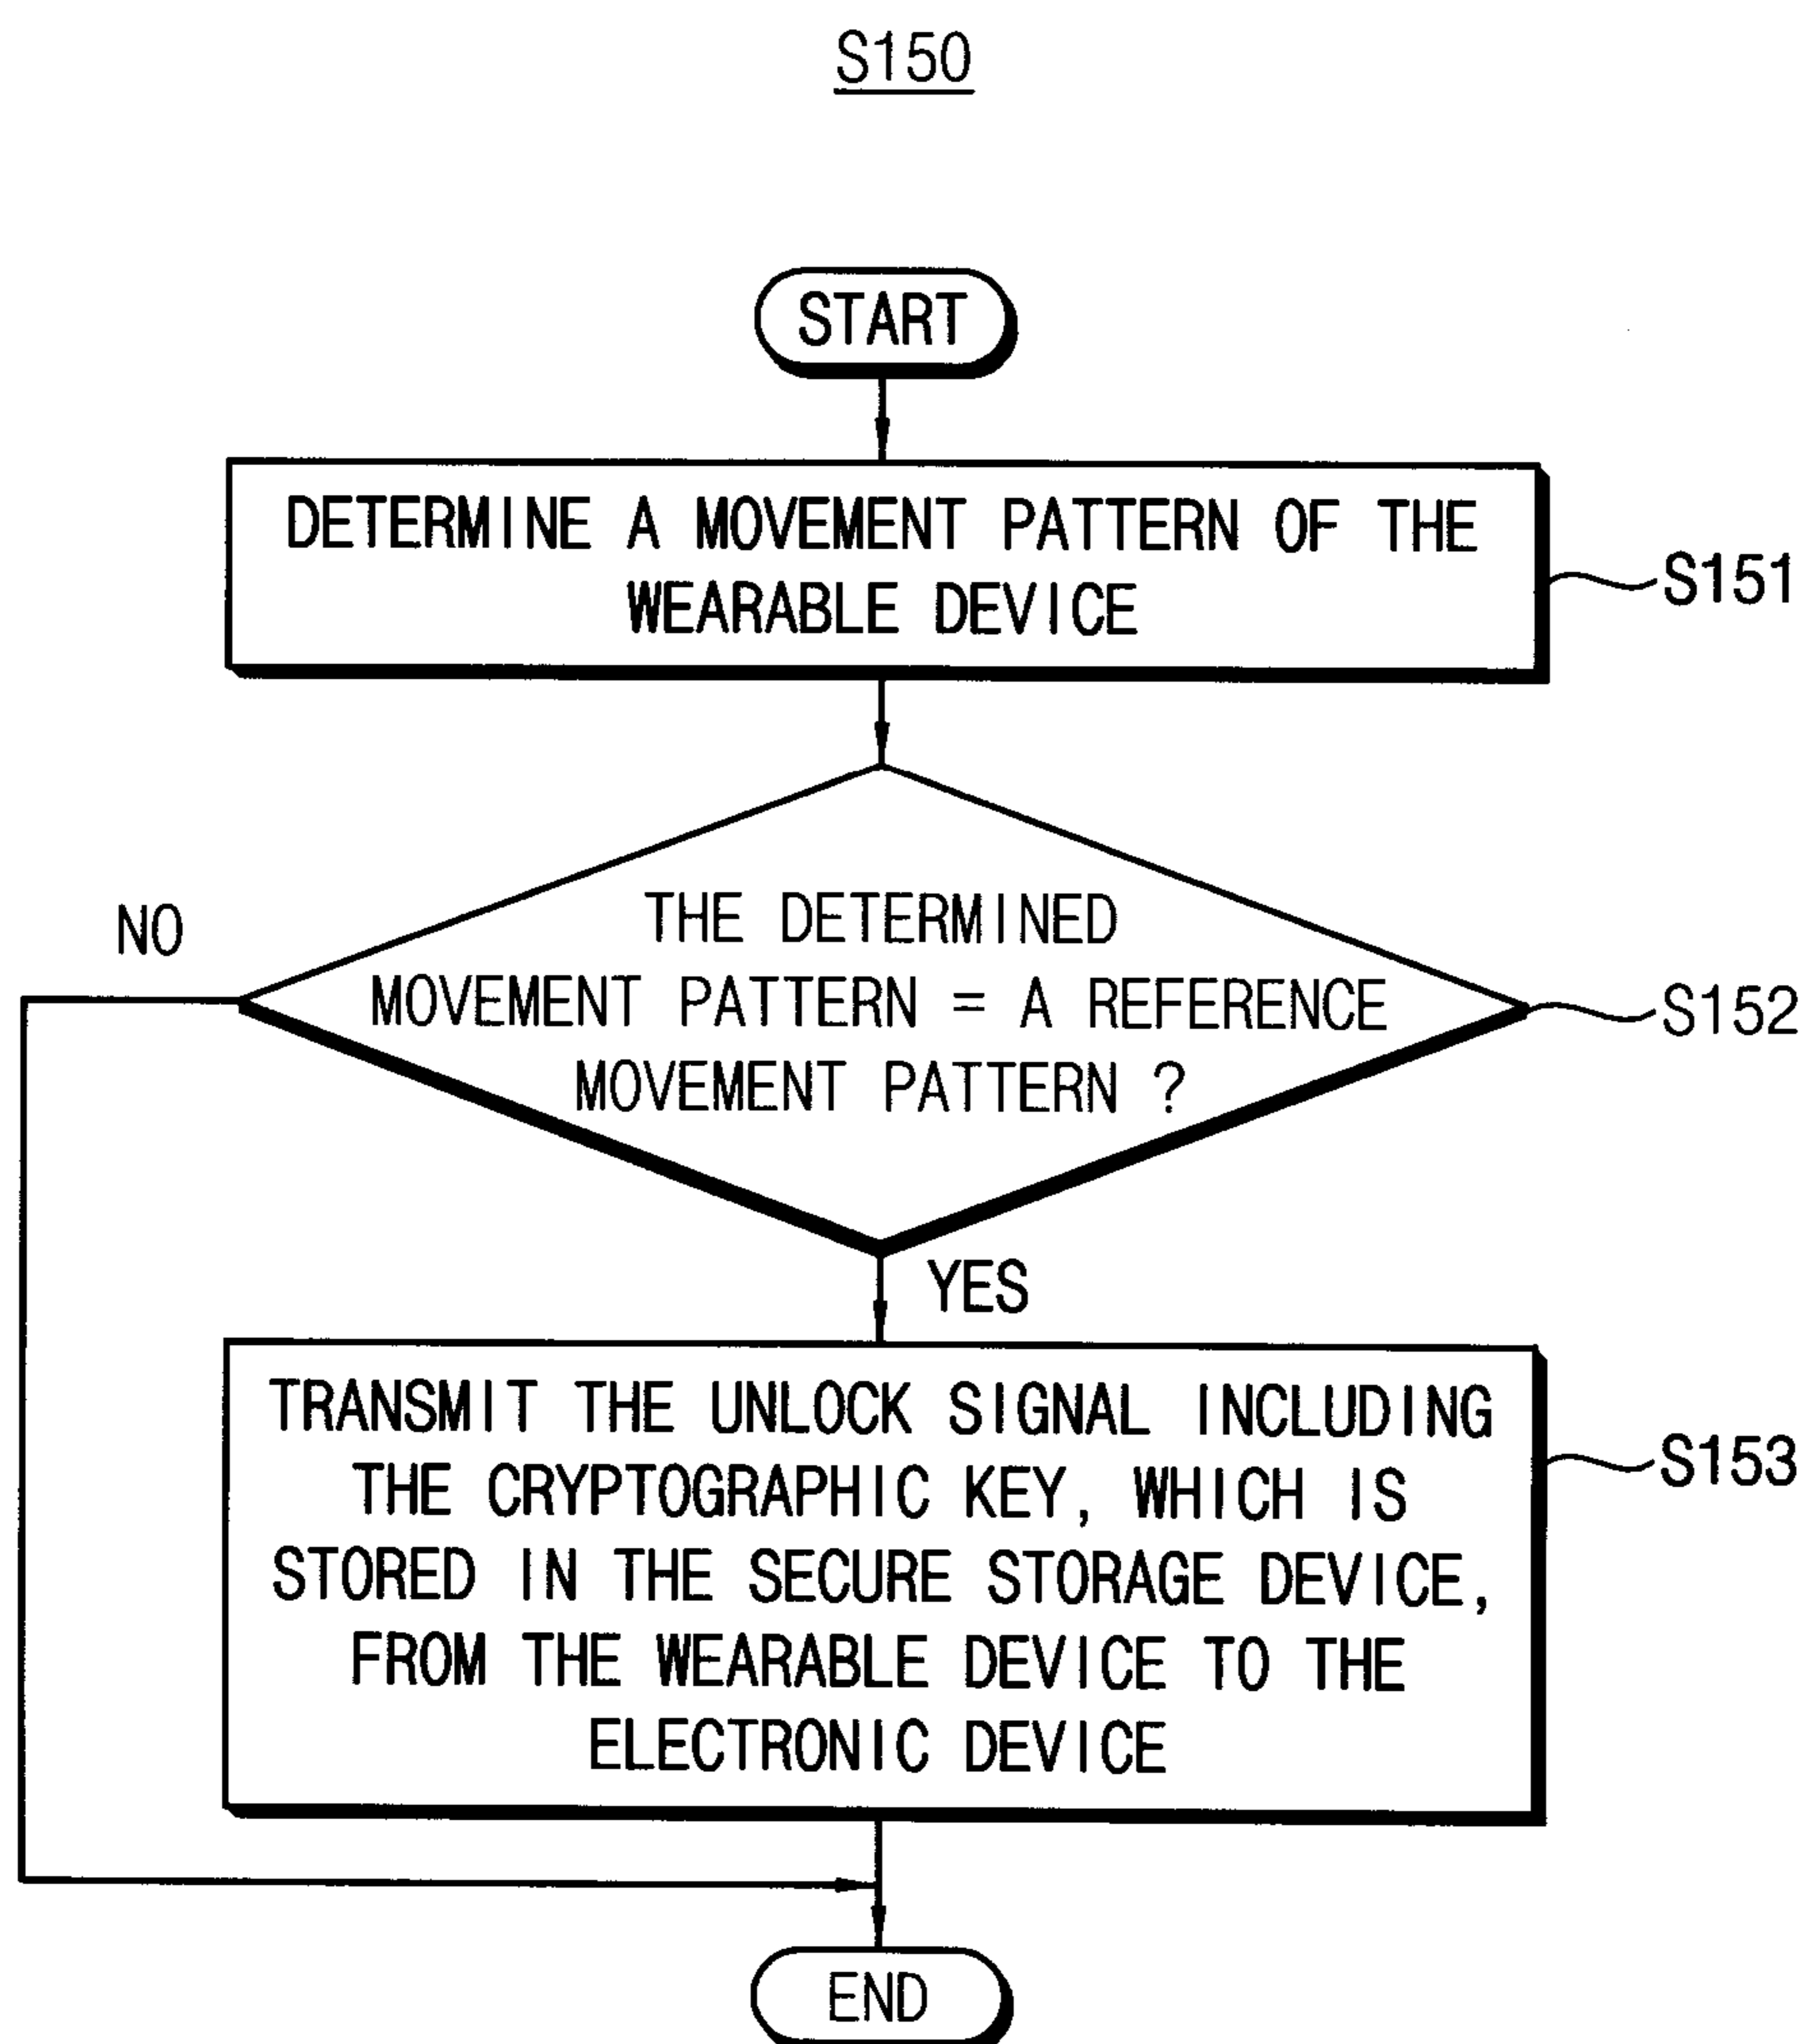 S150
START
DETERMINE A MOVEMENT PATTERN OF THE
WEARABLE DEVICE
S151
THE DETERMINED
MOVEMENT PATTERN = A REFERENCE
MOVEMENT PATTERN ?
S152
NO
YES
TRANSMIT THE UNLOCK SIGNAL INCLUDING
THE CRYPTOGRAPHIC KEY, WHICH IS
STORED IN THE SECURE STORAGE DEVICE,
FROM THE WEARABLE DEVICE TO THE
ELECTRONIC DEVICE
S153
END